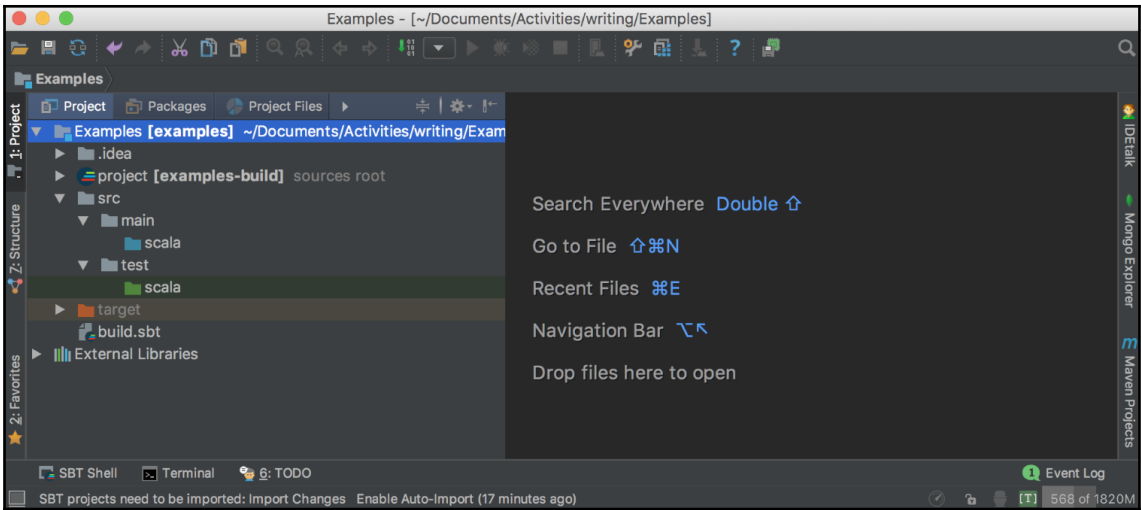 Examples - [~/Documents/Activities/writing/Examples]
?
Examples
Project Packages Project Files
Examples [examples] ~/Documents/Activities/writing/Exam
.idea
project [examples-build] sources root
src
main
scala
test
scala
target
build.sbt
External Libraries
1: Project
Z: Structure
2: Favorites
Search Everywhere Double ⇧
Go to File ⇧⌘N
Recent Files ⌘E
Navigation Bar ⌥↖
Drop files here to open
IDEtalk
Mongo Explorer
m Maven Projects
SBT Shell Terminal 6: TODO
1 Event Log
SBT projects need to be imported: Import Changes Enable Auto-Import (17 minutes ago)
[T] 568 of 1820M